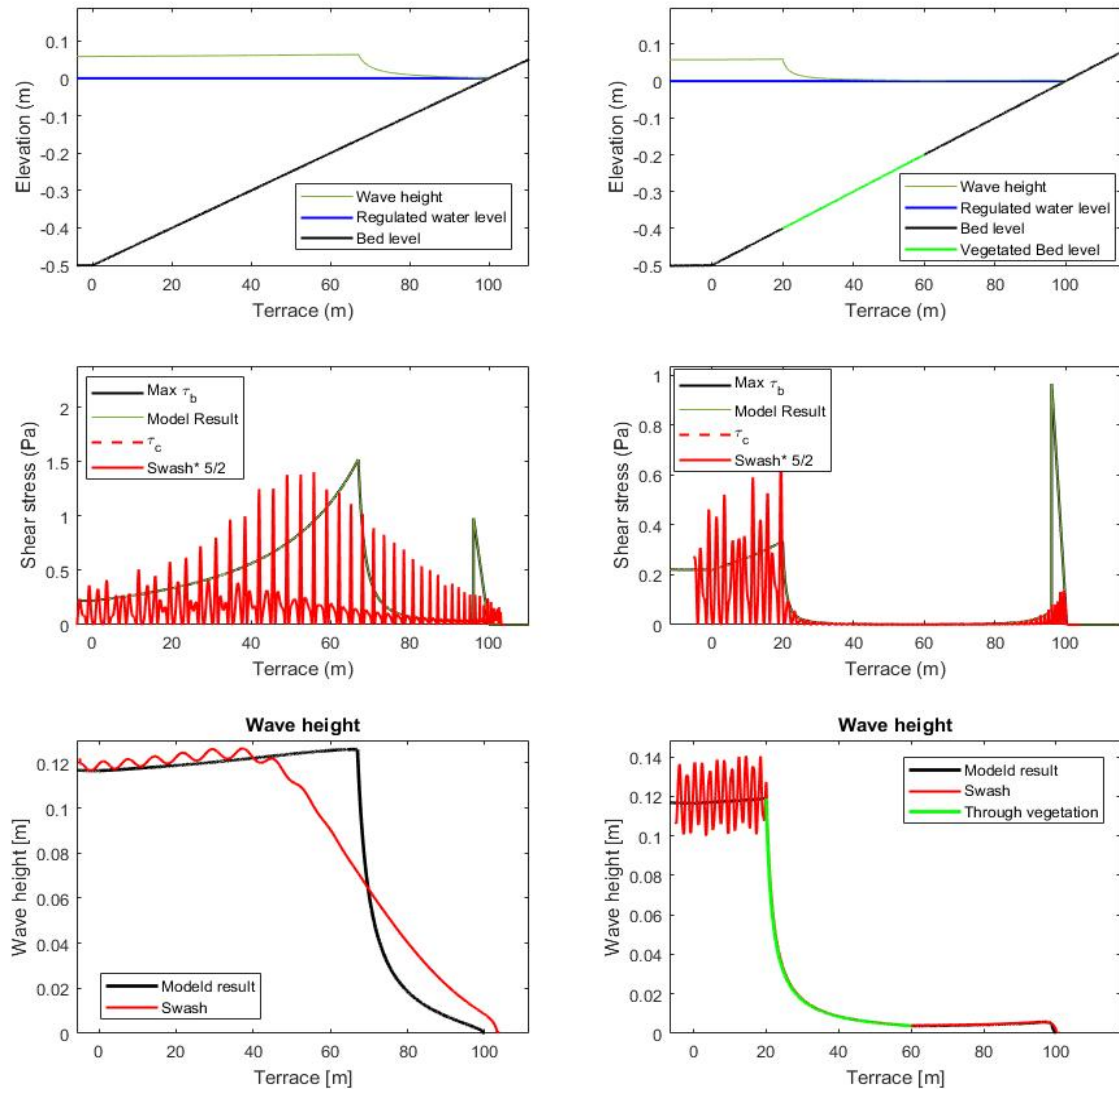 0.1
0
-0.1
-0.2
-0.3
-0.4
-0.5
Elevation (m)
Wave height
Regulated water level
Bed level
0 20 40 60 80 100
Terrace (m)
0.1
0
-0.1
-0.2
-0.3
-0.4
-0.5
Elevation (m)
Wave height
Regulated water level
Bed level
Vegetated Bed level
0 20 40 60 80 100
Terrace (m)
2
1.5
1
0.5
0
Shear stress (Pa)
Max τb
Model Result
τc
Swash* 5/2
0 20 40 60 80 100
Terrace (m)
1
0.8
0.6
0.4
0.2
0
Shear stress (Pa)
Max τb
Model Result
τc
Swash* 5/2
0 20 40 60 80 100
Terrace (m)
Wave height
0.12
0.1
0.08
0.06
0.04
0.02
0
Wave height [m]
Modeld result
Swash
0 20 40 60 80 100
Terrace [m]
Wave height
0.14
0.12
0.1
0.08
0.06
0.04
0.02
0
Wave height [m]
Modeld result
Swash
Through vegetation
0 20 40 60 80 100
Terrace [m]